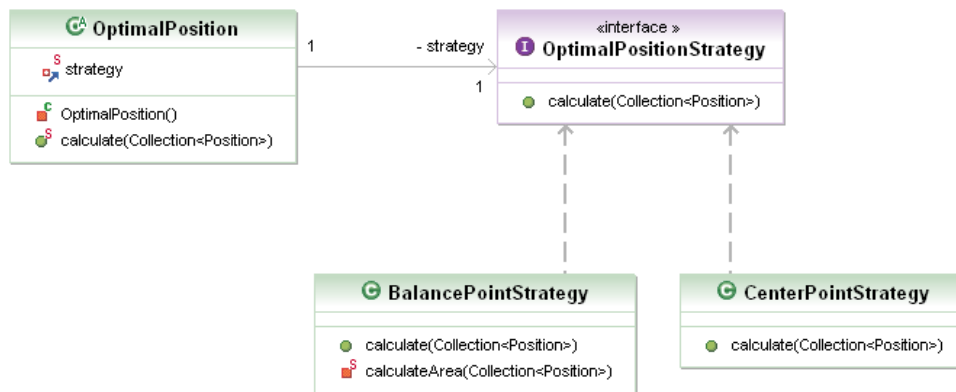 OptimalPosition
strategy
OptimalPosition()
calculate(Collection<Position>)
1
- strategy
1
«interface »
OptimalPositionStrategy
calculate(Collection<Position>)
BalancePointStrategy
calculate(Collection<Position>)
calculateArea(Collection<Position>)
CenterPointStrategy
calculate(Collection<Position>)